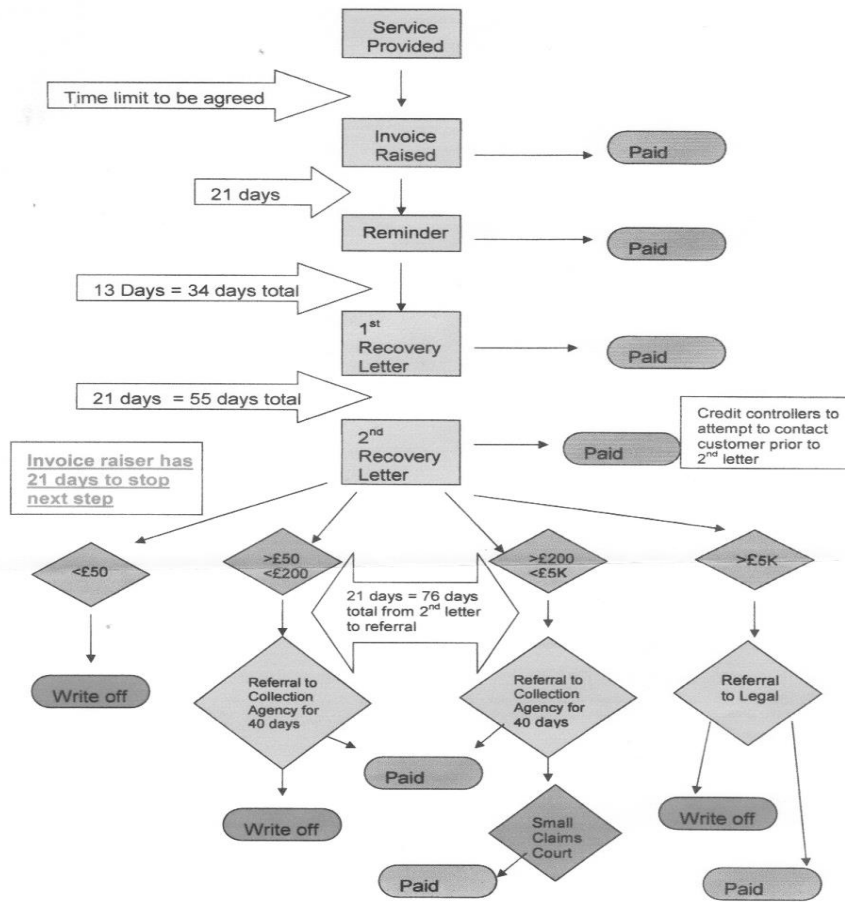 Service
Provided
Time limit to be agreed
Invoice
Raised
Paid
21 days
Reminder
Paid
13 Days = 34 days total
1st
Recovery
Letter
Paid
21 days = 55 days total
2nd
Recovery
Letter
Paid
Credit controllers to
attempt to contact
customer prior to
2nd letter
Invoice raiser has
21 days to stop
next step
<£50
>£50
<£200
>£200
<£5K
>£5K
21 days = 76 days
total from 2nd letter
to referral
Write off
Referral to
Collection
Agency for
40 days
Referral to
Collection
Agency for
40 days
Referral
to Legal
Paid
Write off
Small
Claims
Court
Write off
Paid
Paid